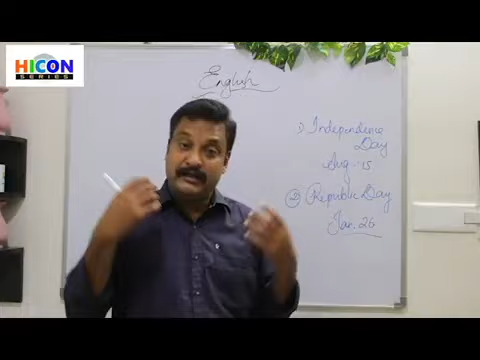 HICON
SERIES
English
1) Independence
Day
Aug - 15
2) Republic Day
Jan. 26